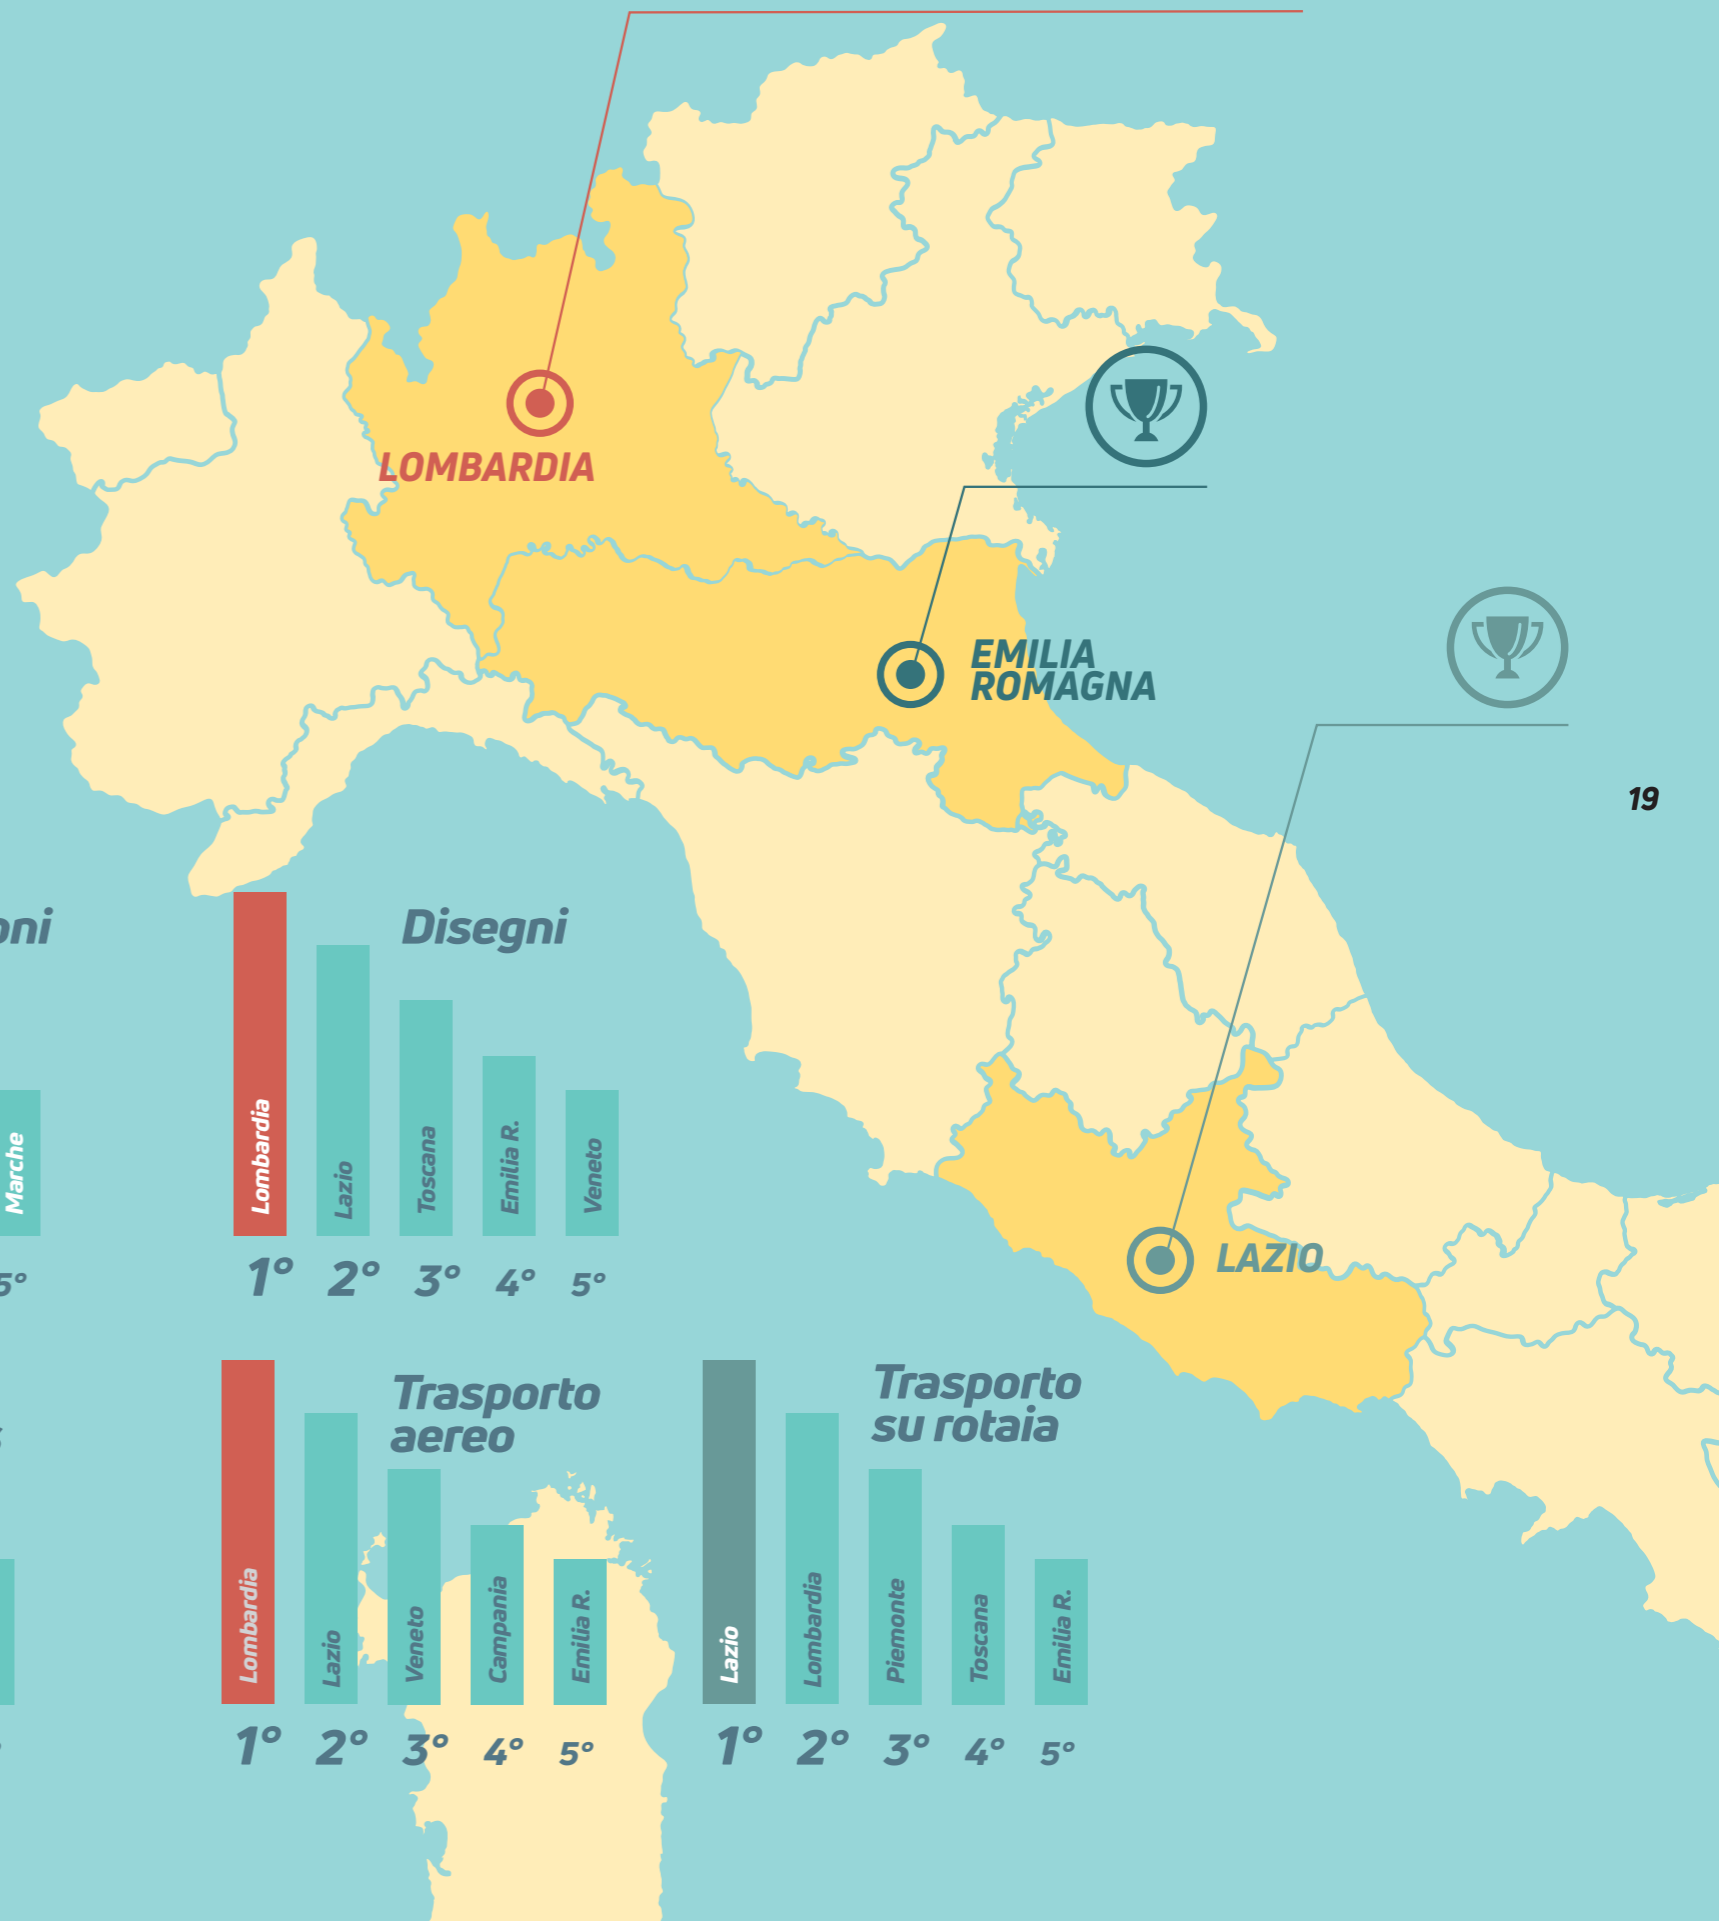 LOMBARDIA
EMILIA
ROMAGNA
19
LAZIO
oni
Marche
5°
Disegni
Lombardia
Lazio
Toscana
Emilia R.
Veneto
1° 2° 3° 4° 5°
Trasporto
aereo
Lombardia
Lazio
Veneto
Campania
Emilia R.
1° 2° 3° 4° 5°
Trasporto
su rotaia
Lazio
Lombardia
Piemonte
Toscana
Emilia R.
1° 2° 3° 4° 5°